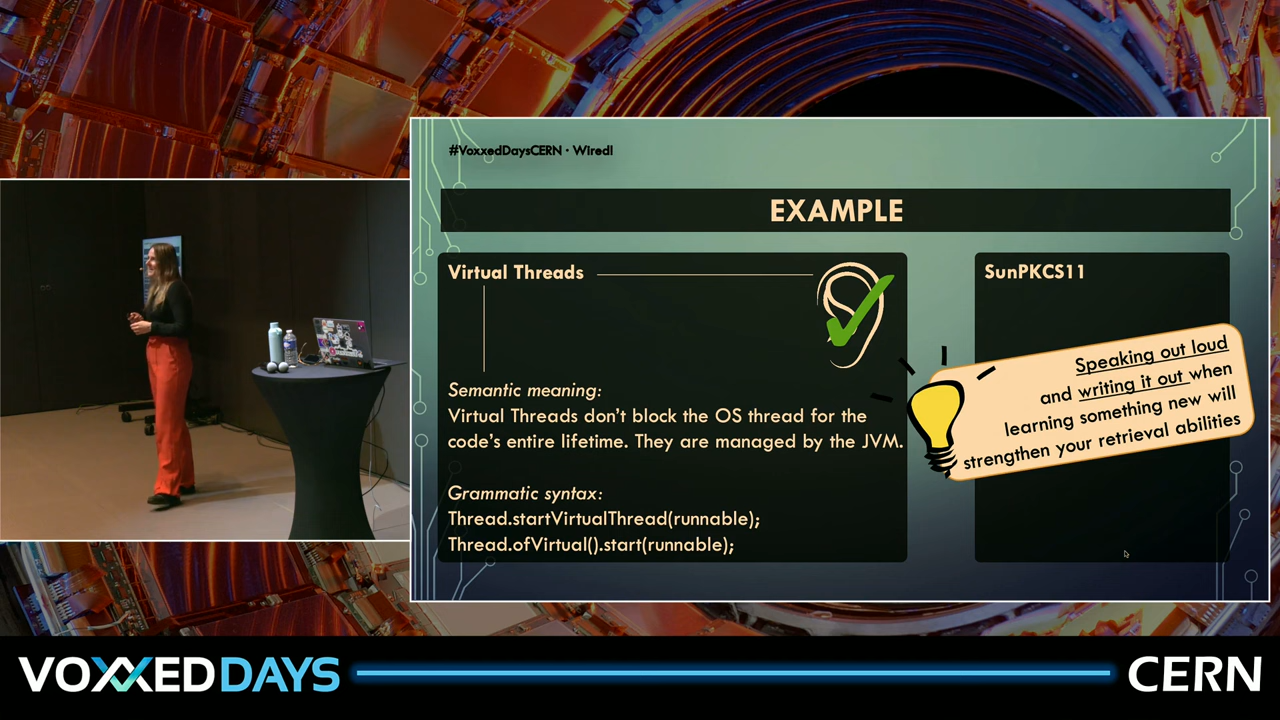 #VoxxedDaysCERN · Wired!
EXAMPLE
Virtual Threads
Semantic meaning:
Virtual Threads don't block the OS thread for the
code's entire lifetime. They are managed by the JVM.
Grammatic syntax:
Thread.startVirtualThread(runnable);
Thread.ofVirtual().start(runnable);
SunPKCS11
Speaking out loud
and writing it out when
learning something new will
strengthen your retrieval abilities
VOXXED DAYS
CERN